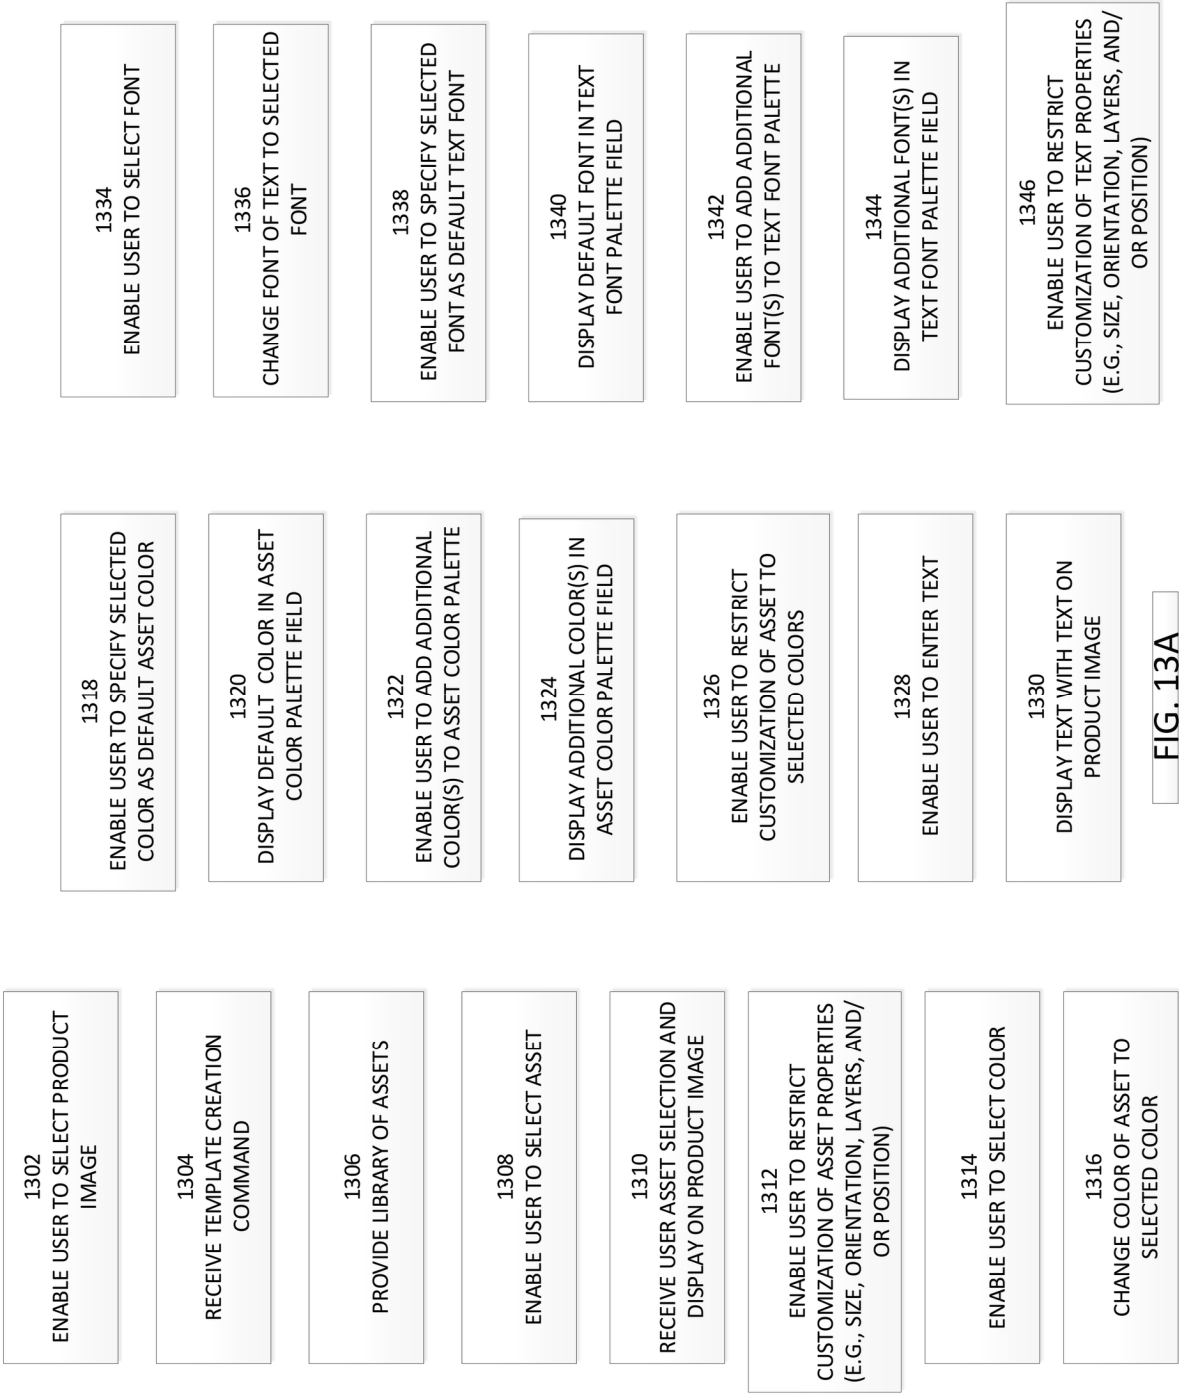 1302
ENABLE USER TO SELECT PRODUCT
IMAGE
1304
RECEIVE TEMPLATE CREATION
COMMAND
1306
PROVIDE LIBRARY OF ASSETS
1308
ENABLE USER TO SELECT ASSET
1310
RECEIVE USER ASSET SELECTION AND
DISPLAY ON PRODUCT IMAGE
1312
ENABLE USER TO RESTRICT
CUSTOMIZATION OF ASSET PROPERTIES
(E.G., SIZE, ORIENTATION, LAYERS, AND/
OR POSITION)
1314
ENABLE USER TO SELECT COLOR
1316
CHANGE COLOR OF ASSET TO
SELECTED COLOR
1318
ENABLE USER TO SPECIFY SELECTED
COLOR AS DEFAULT ASSET COLOR
1320
DISPLAY DEFAULT COLOR IN ASSET
COLOR PALETTE FIELD
1322
ENABLE USER TO ADD ADDITIONAL
COLOR(S) TO ASSET COLOR PALETTE
1324
DISPLAY ADDITIONAL COLOR(S) IN
ASSET COLOR PALETTE FIELD
1326
ENABLE USER TO RESTRICT
CUSTOMIZATION OF ASSET TO
SELECTED COLORS
1328
ENABLE USER TO ENTER TEXT
1330
DISPLAY TEXT WITH TEXT ON
PRODUCT IMAGE
1334
ENABLE USER TO SELECT FONT
1336
CHANGE FONT OF TEXT TO SELECTED
FONT
1338
ENABLE USER TO SPECIFY SELECTED
FONT AS DEFAULT TEXT FONT
1340
DISPLAY DEFAULT FONT IN TEXT
FONT PALETTE FIELD
1342
ENABLE USER TO ADD ADDITIONAL
FONT(S) TO TEXT FONT PALETTE
1344
DISPLAY ADDITIONAL FONT(S) IN
TEXT FONT PALETTE FIELD
1346
ENABLE USER TO RESTRICT
CUSTOMIZATION OF TEXT PROPERTIES
(E.G., SIZE, ORIENTATION, LAYERS, AND/
OR POSITION)
FIG. 13A